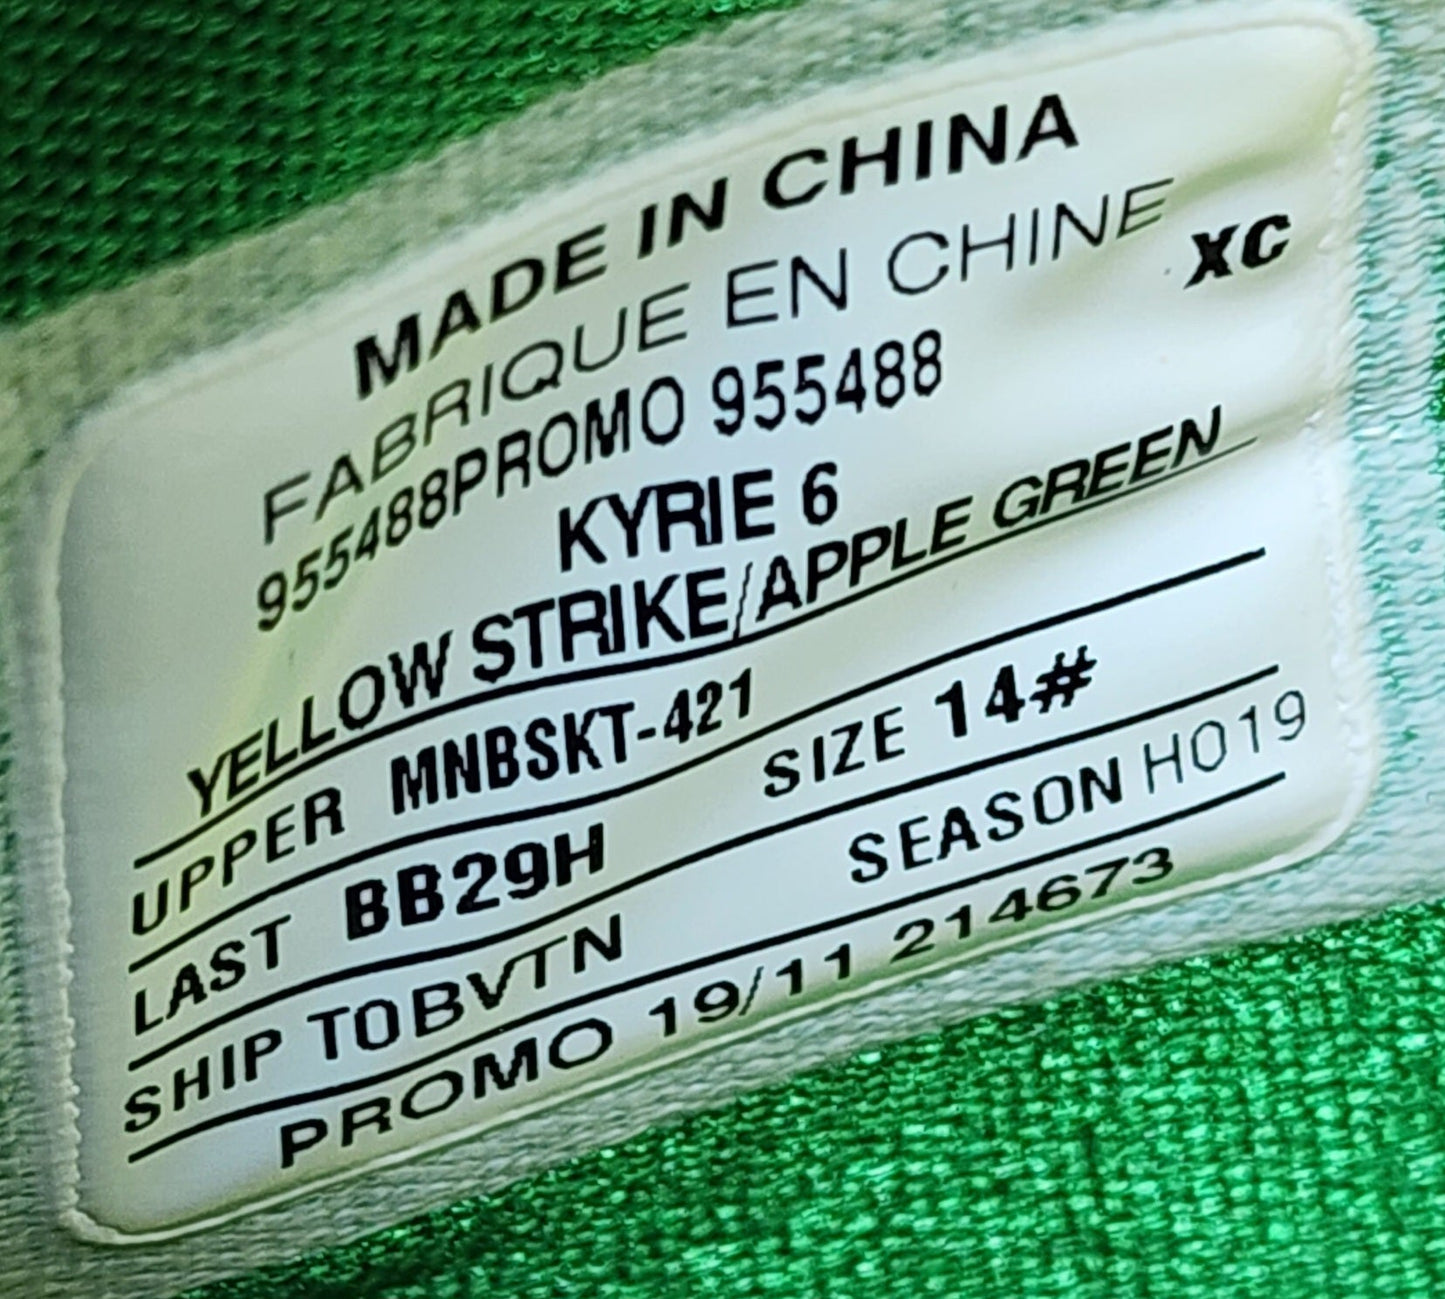 MADE IN CHINA
FABRIQUE EN CHINE
XC
955488PROMO 955488
KYRIE 6
YELLOW STRIKE/APPLE GREEN
UPPER MNBSKT-421
LAST BB29H SIZE 14#
SHIP TOBVTN SEASON HO19
PROMO 19/11 214673